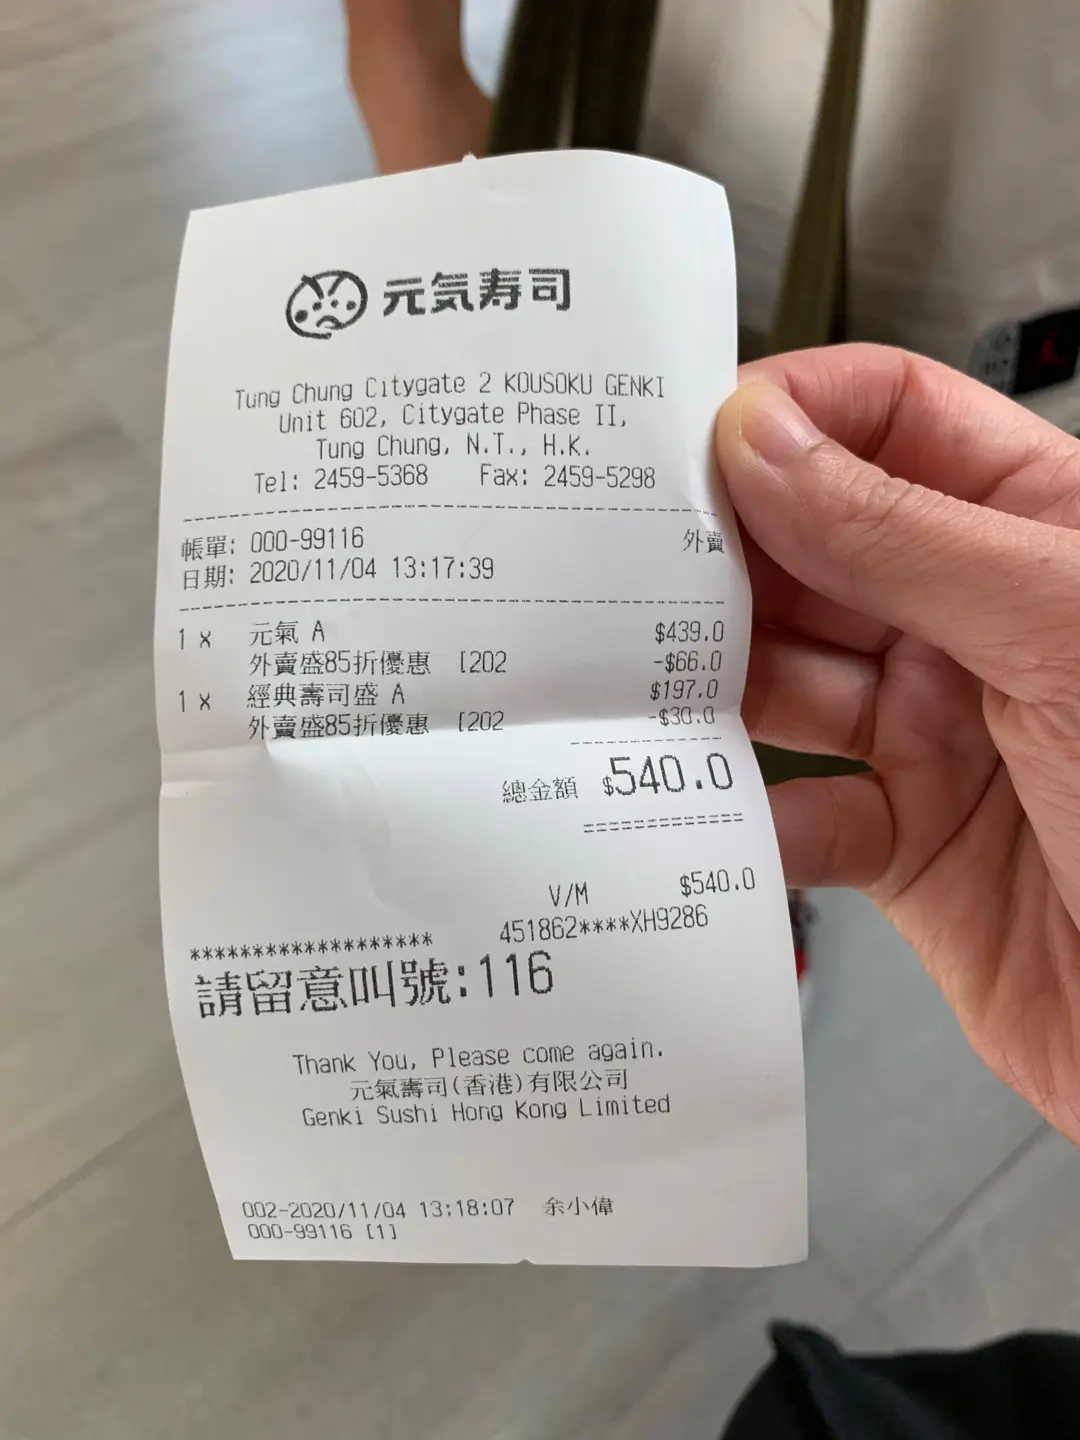 元気寿司
Tung Chung Citygate 2 KOUSOKU GENKI
Unit 602, Citygate Phase II,
Tung Chung, N.T., H.K.
Tel: 2459-5368 Fax: 2459-5298
帳單: 000-99116 外賣
日期: 2020/11/04 13:17:39
1 x 元氣 A $439.0
外賣盛85折優惠 [202 -$66.0
1 x 經典壽司盛 A $197.0
外賣盛85折優惠 [202 -$30.0
總金額 $540.0
============
V/M $540.0
451862****XH9286
*******************
請留意叫號:116
Thank You, Please come again.
元氣壽司(香港)有限公司
Genki Sushi Hong Kong Limited
002-2020/11/04 13:18:07 余小偉
000-99116 [1]